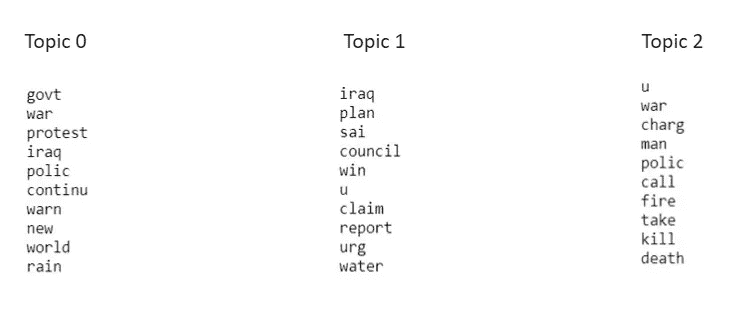 Topic 0
govt
war
protest
iraq
polic
continu
warn
new
world
rain
Topic 1
iraq
plan
sai
council
win
u
claim
report
urg
water
Topic 2
u
war
charg
man
polic
call
fire
take
kill
death